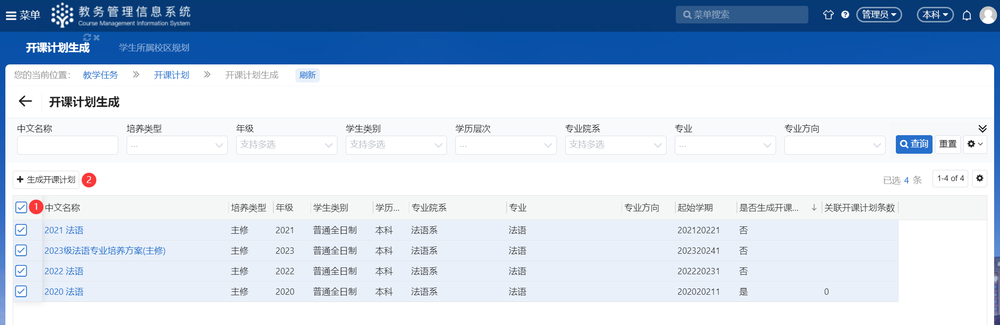 菜单 教务管理信息系统 菜单搜索 管理员 本科
Course Management Information System
开课计划生成 学生所属校区规划
您的当前位置： 教学任务 开课计划 开课计划生成 刷新
开课计划生成
中文名称 培养类型 年级 学生类别 学历层次 专业院系 专业 专业方向
... 支持多选 支持多选 ... 支持多选 ... 查询 重置
生成开课计划 2 已选 4 条 1-4 of 4
1 中文名称 培养类型 年级 学生类别 学历... 专业院系 专业 专业方向 起始学期 是否生成开课... ↓ 关联开课计划条数
2021 法语 主修 2021 普通全日制 本科 法语系 法语 202120221 否
2023级法语专业培养方案(主修) 主修 2023 普通全日制 本科 法语系 法语 202320241 否
2022 法语 主修 2022 普通全日制 本科 法语系 法语 202220231 否
2020 法语 主修 2020 普通全日制 本科 法语系 法语 202020211 是 0